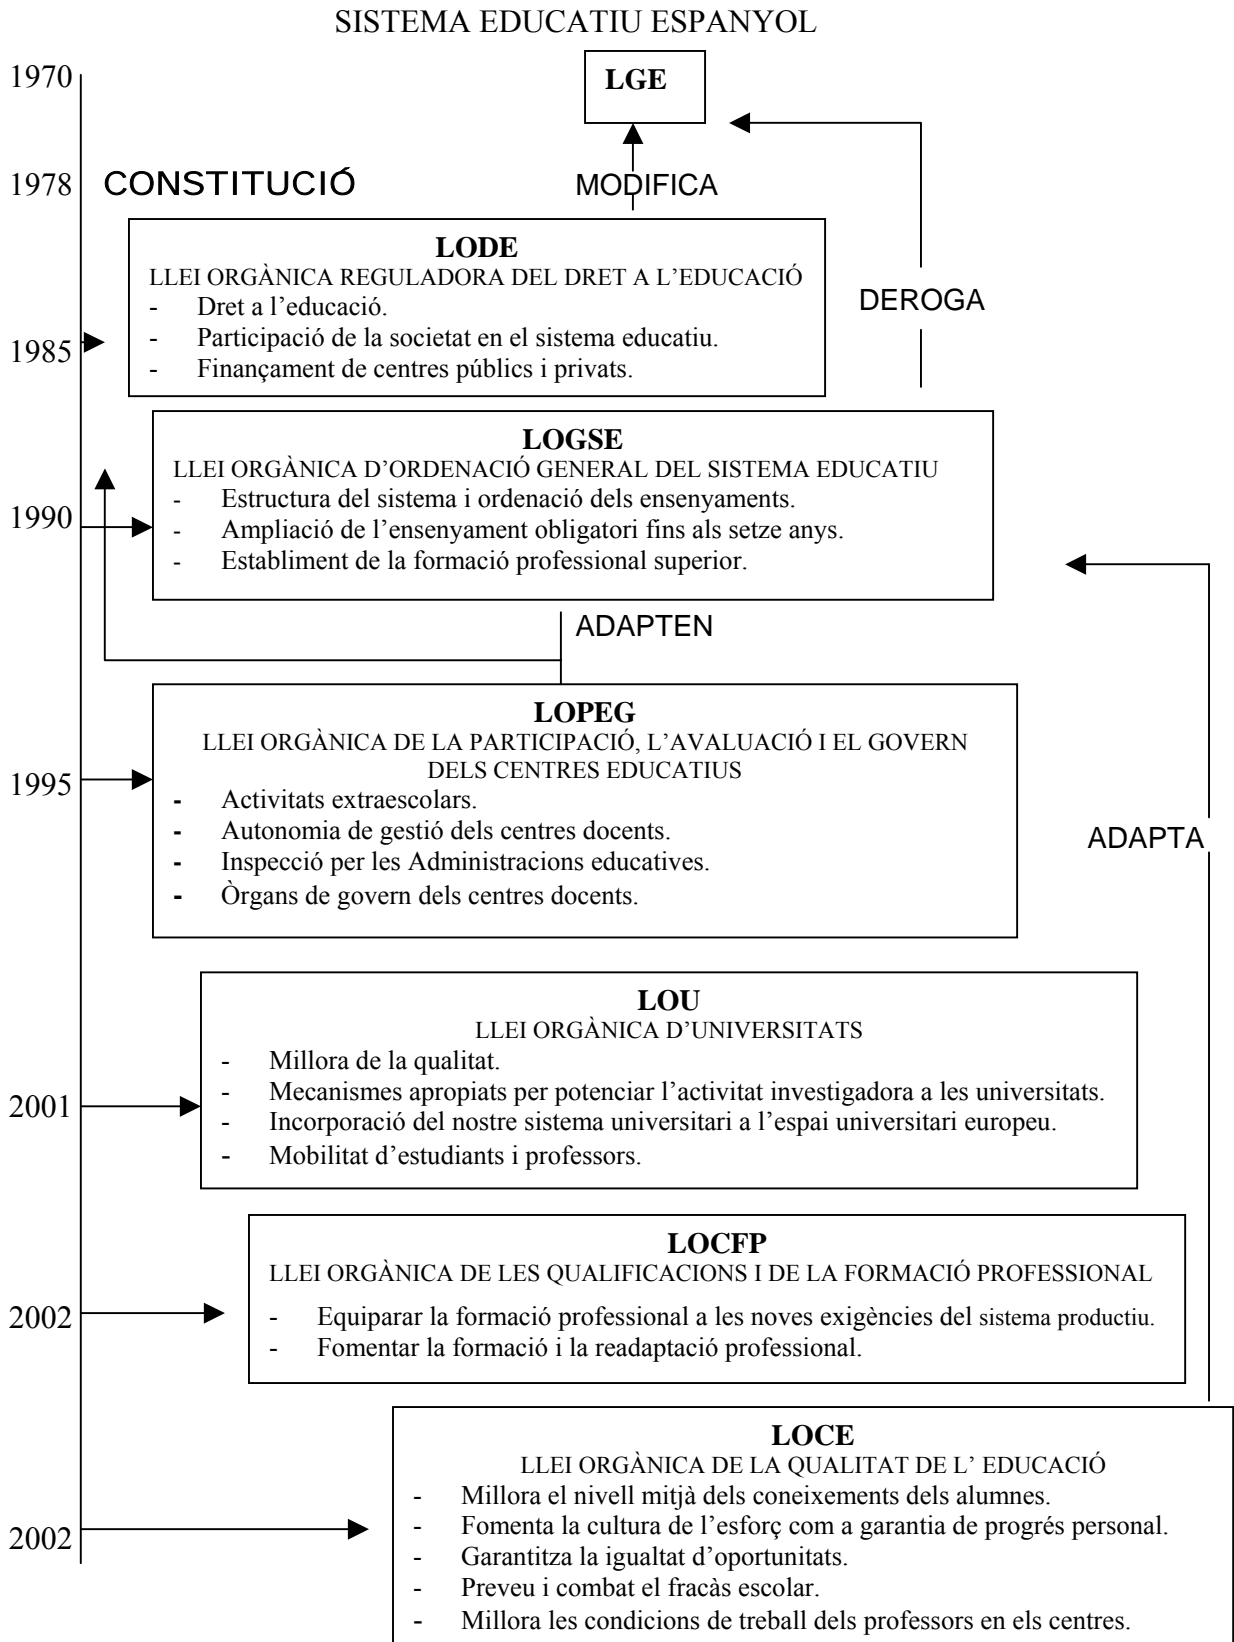 SISTEMA EDUCATIU ESPANYOL
1970
LGE
1978
CONSTITUCIÓ
MODIFICA
LODE
LLEI ORGÀNICA REGULADORA DEL DRET A L’EDUCACIÓ
- Dret a l’educació.
- Participació de la societat en el sistema educatiu.
- Finançament de centres públics i privats.
DEROGA
1985
LOGSE
LLEI ORGÀNICA D’ORDENACIÓ GENERAL DEL SISTEMA EDUCATIU
- Estructura del sistema i ordenació dels ensenyaments.
- Ampliació de l’ensenyament obligatori fins als setze anys.
- Establiment de la formació professional superior.
1990
ADAPTEN
LOPEG
LLEI ORGÀNICA DE LA PARTICIPACIÓ, L’AVALUACIÓ I EL GOVERN
DELS CENTRES EDUCATIUS
- Activitats extraescolars.
- Autonomia de gestió dels centres docents.
- Inspecció per les Administracions educatives.
- Òrgans de govern dels centres docents.
1995
ADAPTA
LOU
LLEI ORGÀNICA D’UNIVERSITATS
- Millora de la qualitat.
- Mecanismes apropiats per potenciar l’activitat investigadora a les universitats.
- Incorporació del nostre sistema universitari a l’espai universitari europeu.
- Mobilitat d’estudiants i professors.
2001
LOCFP
LLEI ORGÀNICA DE LES QUALIFICACIONS I DE LA FORMACIÓ PROFESSIONAL
- Equiparar la formació professional a les noves exigències del sistema productiu.
- Fomentar la formació i la readaptació professional.
2002
LOCE
LLEI ORGÀNICA DE LA QUALITAT DE L’ EDUCACIÓ
- Millora el nivell mitjà dels coneixements dels alumnes.
- Fomenta la cultura de l’esforç com a garantia de progrés personal.
- Garantitza la igualtat d’oportunitats.
- Preveu i combat el fracàs escolar.
- Millora les condicions de treball dels professors en els centres.
2002